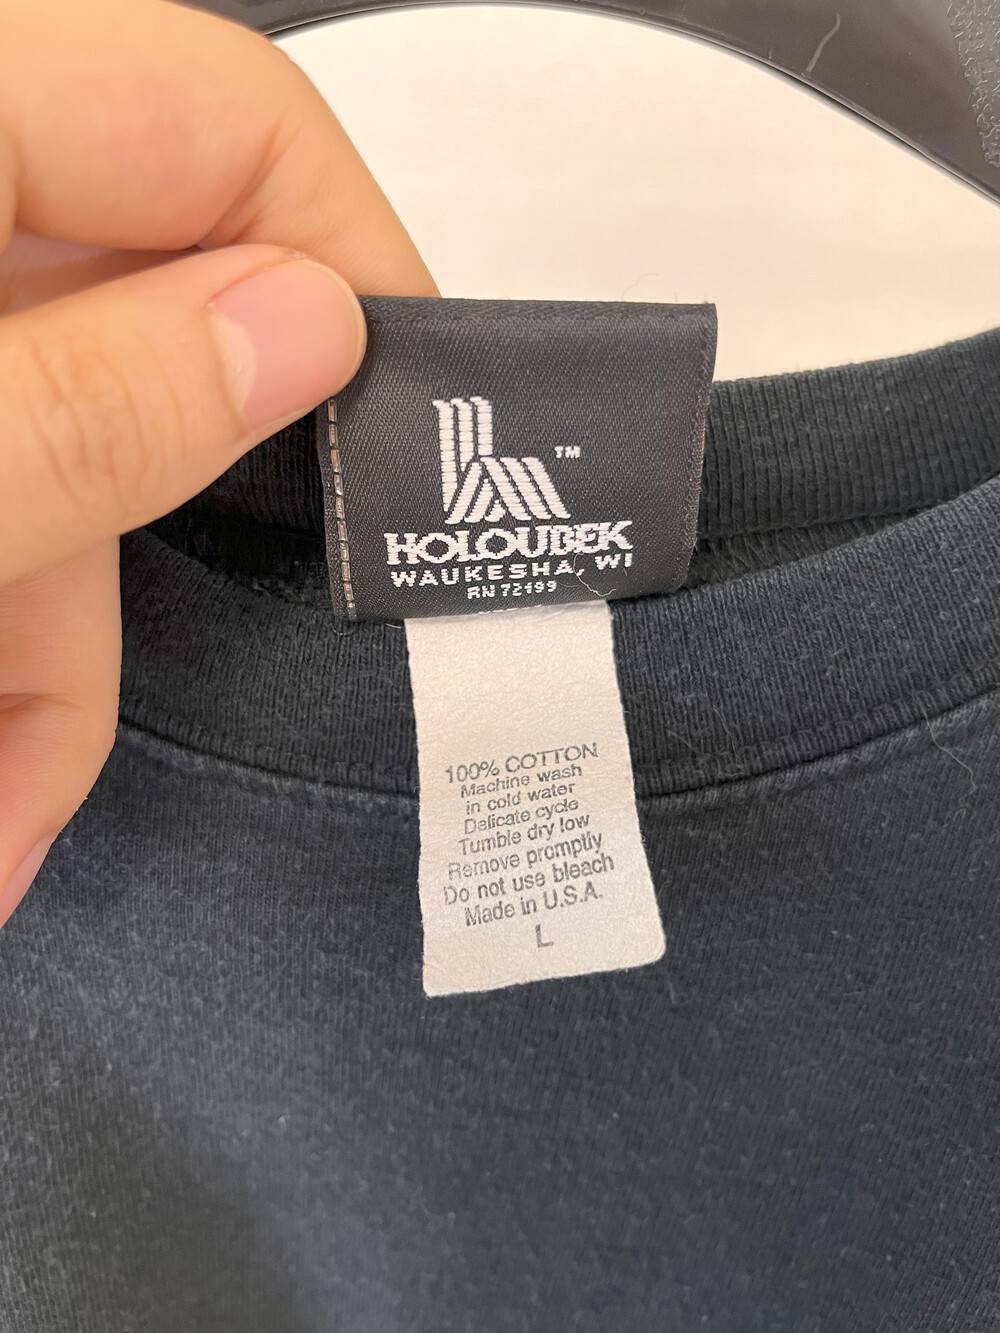 TM
HOLOUBEK
WAUKESHA, WI
RN 72199
100% COTTON
Machine wash
in cold water
Delicate cycle
Tumble dry low
Remove promptly
Do not use bleach
Made in U.S.A.
L